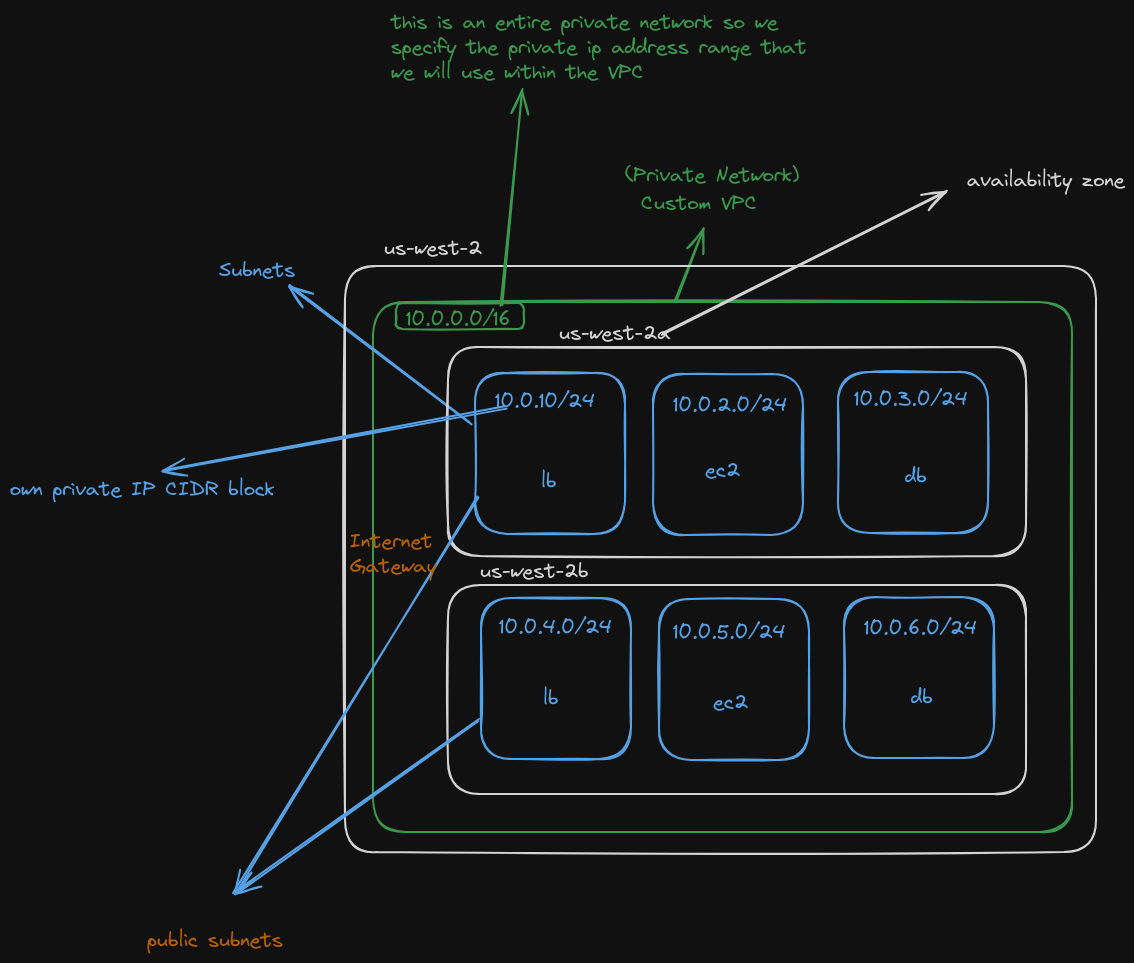 this is an entire private network so we
specify the private ip address range that
we will use within the VPC
(Private Network)
Custom VPC
availability zone
us-west-2
Subnets
10.0.0.0/16
us-west-2a
10.0.10/24
10.0.2.0/24
10.0.3.0/24
lb
ec2
db
own private IP CIDR block
Internet
Gateway
us-west-2b
10.0.4.0/24
10.0.5.0/24
10.0.6.0/24
lb
ec2
db
public subnets